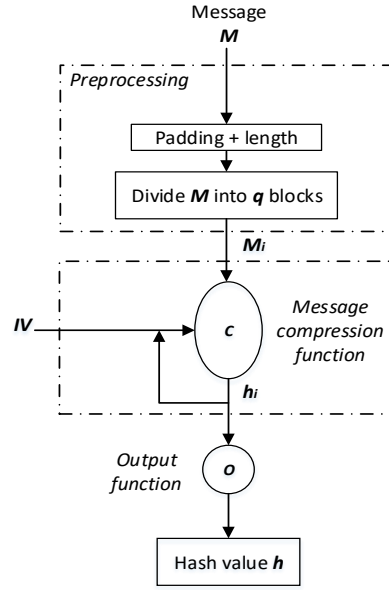 Message
M
Preprocessing
Padding + length
Divide M into q blocks
Mi
IV
C
Message
compression
function
hi
Output
function
O
Hash value h